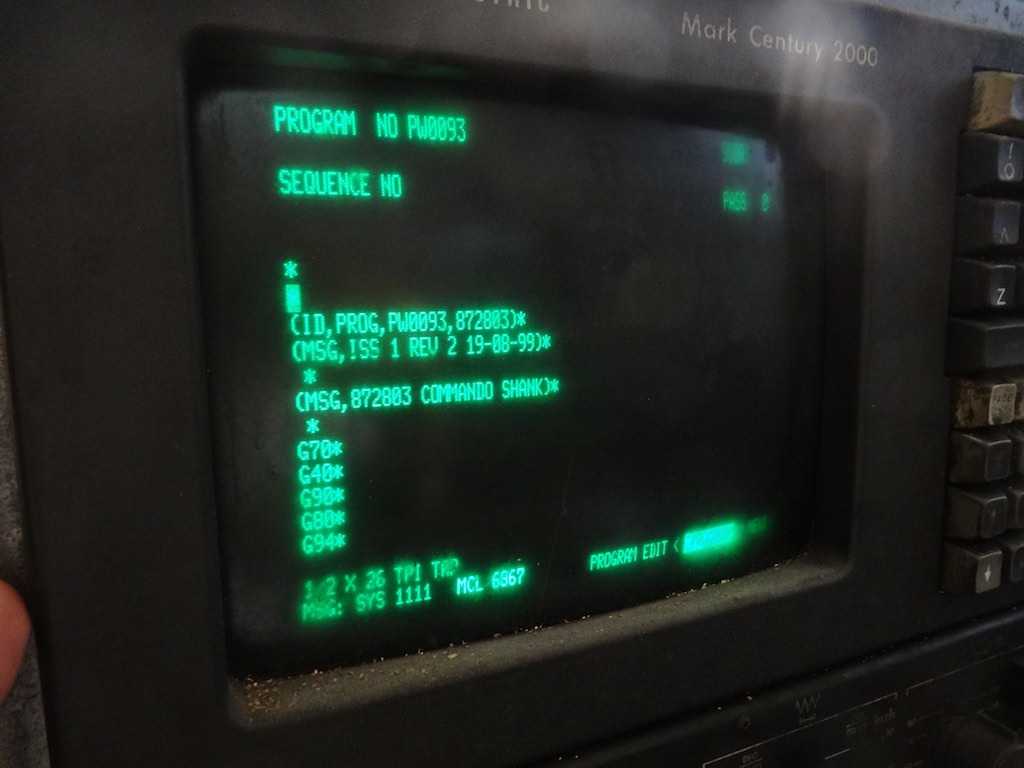 Mark Century 2000
PROGRAM NO PW0093
SEQUENCE NO
PASS 0
*
(ID,PROG,PW0093,872803)*
(MSG,ISS 1 REV 2 19-08-99)*
*
(MSG,872803 COMMANDO SHANK)*
*
G70*
G40*
G90*
G80*
G94*
PROGRAM EDIT <
1/2 X 26 TPI TAP
MSG: SYS 1111 MCL 6867
!
Z
PAGE